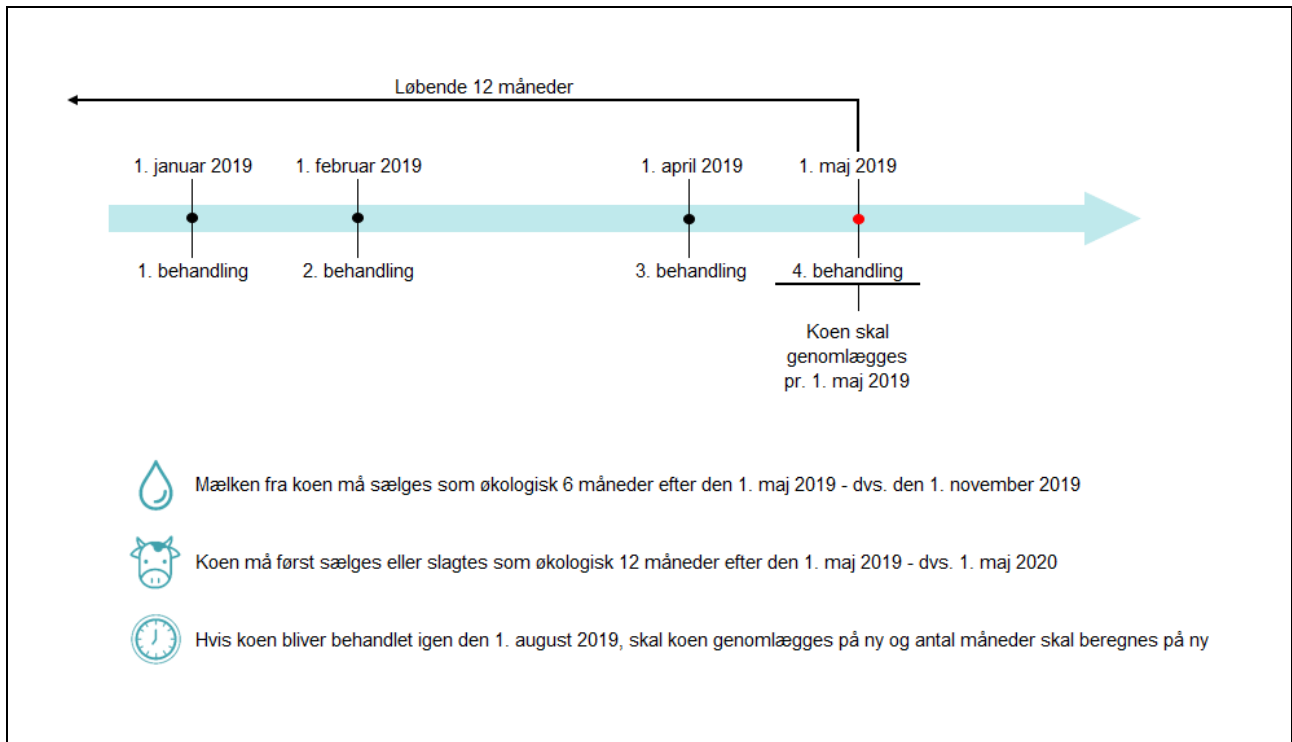 Løbende 12 måneder
1. januar 2019
1. februar 2019
1. april 2019
1. maj 2019
1. behandling
2. behandling
3. behandling
4. behandling
Koen skal
genomlægges
pr. 1. maj 2019
Mælken fra koen må sælges som økologisk 6 måneder efter den 1. maj 2019 - dvs. den 1. november 2019
Koen må først sælges eller slagtes som økologisk 12 måneder efter den 1. maj 2019 - dvs. 1. maj 2020
Hvis koen bliver behandlet igen den 1. august 2019, skal koen genomlægges på ny og antal måneder skal beregnes på ny